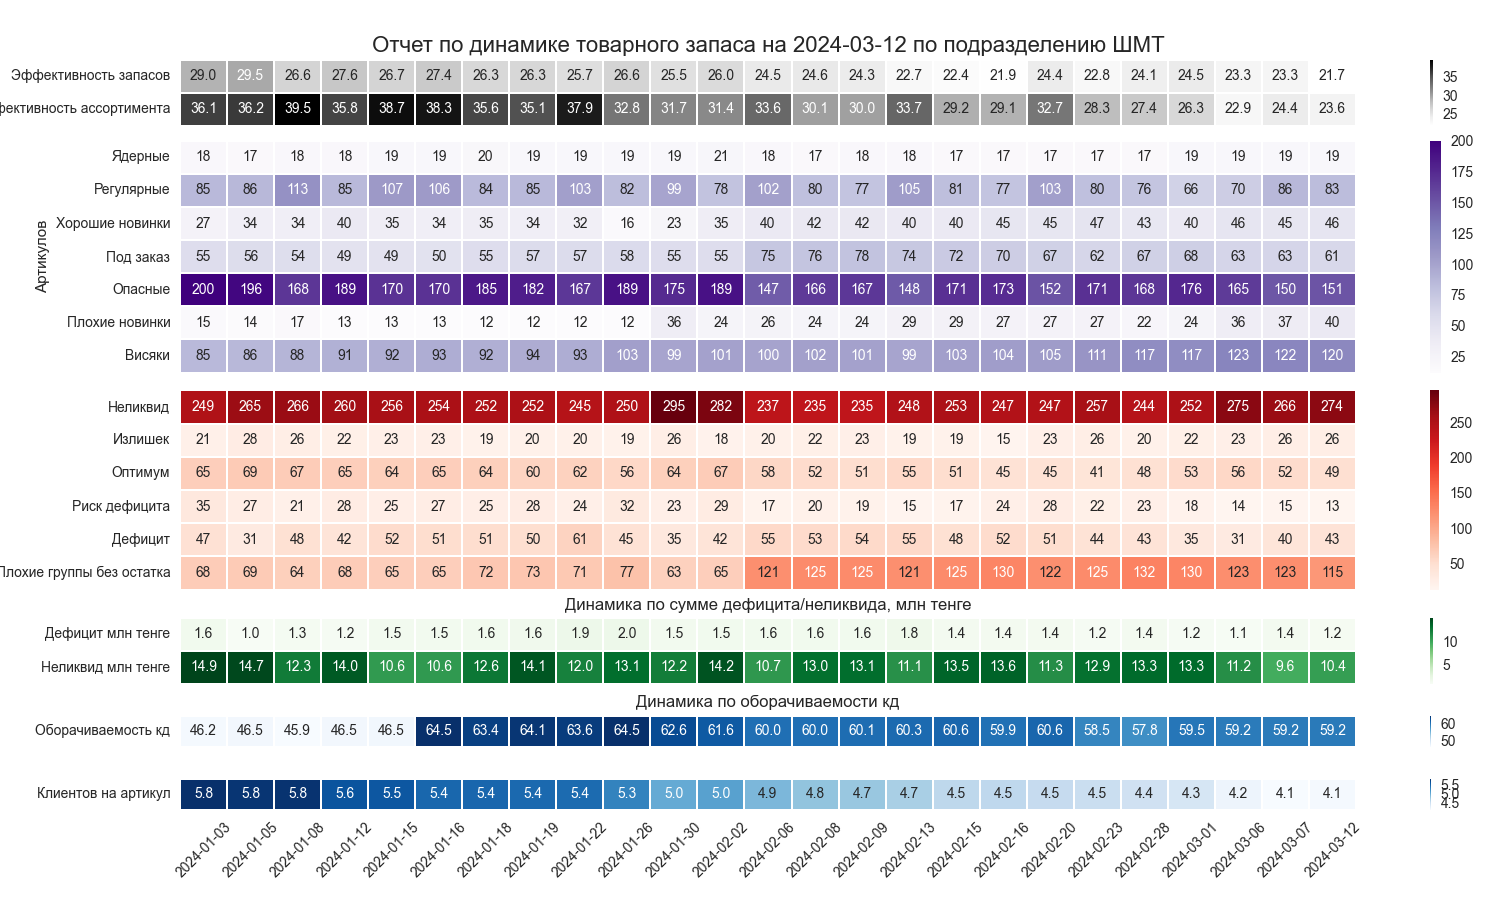 Отчет по динамике товарного запаса на 2024-03-12 по подразделению ШМТ
Эффективность запасов 29.0 29.5 26.6 27.6 26.7 27.4 26.3 26.3 25.7 26.6 25.5 26.0 24.5 24.6 24.3 22.7 22.4 21.9 24.4 22.8 24.1 24.5 23.3 23.3 21.7
фективность ассортимента 36.1 36.2 39.5 35.8 38.7 38.3 35.6 35.1 37.9 32.8 31.7 31.4 33.6 30.1 30.0 33.7 29.2 29.1 32.7 28.3 27.4 26.3 22.9 24.4 23.6
35
30
25
Артикулов
Ядерные 18 17 18 18 19 19 20 19 19 19 19 21 18 17 18 18 17 17 17 17 17 19 19 19 19
Регулярные 85 86 113 85 107 106 84 85 103 82 99 78 102 80 77 105 81 77 103 80 76 66 70 86 83
Хорошие новинки 27 34 34 40 35 34 35 34 32 16 23 35 40 42 42 40 40 45 45 47 43 40 46 45 46
Под заказ 55 56 54 49 49 50 55 57 57 58 55 55 75 76 78 74 72 70 67 62 67 68 63 63 61
Опасные 200 196 168 189 170 170 185 182 167 189 175 189 147 166 167 148 171 173 152 171 168 176 165 150 151
Плохие новинки 15 14 17 13 13 13 12 12 12 12 36 24 26 24 24 29 29 27 27 27 22 24 36 37 40
Висяки 85 86 88 91 92 93 92 94 93 103 99 101 100 102 101 99 103 104 105 111 117 117 123 122 120
200
175
150
125
100
75
50
25
Неликвид 249 265 266 260 256 254 252 252 245 250 295 282 237 235 235 248 253 247 247 257 244 252 275 266 274
Излишек 21 28 26 22 23 23 19 20 20 19 26 18 20 22 23 19 19 15 23 26 20 22 23 26 26
Оптимум 65 69 67 65 64 65 64 60 62 56 64 67 58 52 51 55 51 45 45 41 48 53 56 52 49
Риск дефицита 35 27 21 28 25 27 25 28 24 32 23 29 17 20 19 15 17 24 28 22 23 18 14 15 13
Дефицит 47 31 48 42 52 51 51 50 61 45 35 42 55 53 54 55 48 52 51 44 43 35 31 40 43
Плохие группы без остатка 68 69 64 68 65 65 72 73 71 77 63 65 121 125 125 121 125 130 122 125 132 130 123 123 115
250
200
150
100
50
Динамика по сумме дефицита/неликвида, млн тенге
Дефицит млн тенге 1.6 1.0 1.3 1.2 1.5 1.5 1.6 1.6 1.9 2.0 1.5 1.5 1.6 1.6 1.6 1.8 1.4 1.4 1.4 1.2 1.4 1.2 1.1 1.4 1.2
Неликвид млн тенге 14.9 14.7 12.3 14.0 10.6 10.6 12.6 14.1 12.0 13.1 12.2 14.2 10.7 13.0 13.1 11.1 13.5 13.6 11.3 12.9 13.3 13.3 11.2 9.6 10.4
10
5
Динамика по оборачиваемости кд
Оборачиваемость кд 46.2 46.5 45.9 46.5 46.5 64.5 63.4 64.1 63.6 64.5 62.6 61.6 60.0 60.0 60.1 60.3 60.6 59.9 60.6 58.5 57.8 59.5 59.2 59.2 59.2
60
50
Клиентов на артикул 5.8 5.8 5.8 5.6 5.5 5.4 5.4 5.4 5.4 5.3 5.0 5.0 4.9 4.8 4.7 4.7 4.5 4.5 4.5 4.5 4.4 4.3 4.2 4.1 4.1
5.5
5.0
4.5
2024-01-03 2024-01-05 2024-01-08 2024-01-12 2024-01-15 2024-01-16 2024-01-18 2024-01-19 2024-01-22 2024-01-26 2024-01-30 2024-02-02 2024-02-06 2024-02-08 2024-02-09 2024-02-13 2024-02-15 2024-02-16 2024-02-20 2024-02-23 2024-02-28 2024-03-01 2024-03-06 2024-03-07 2024-03-12